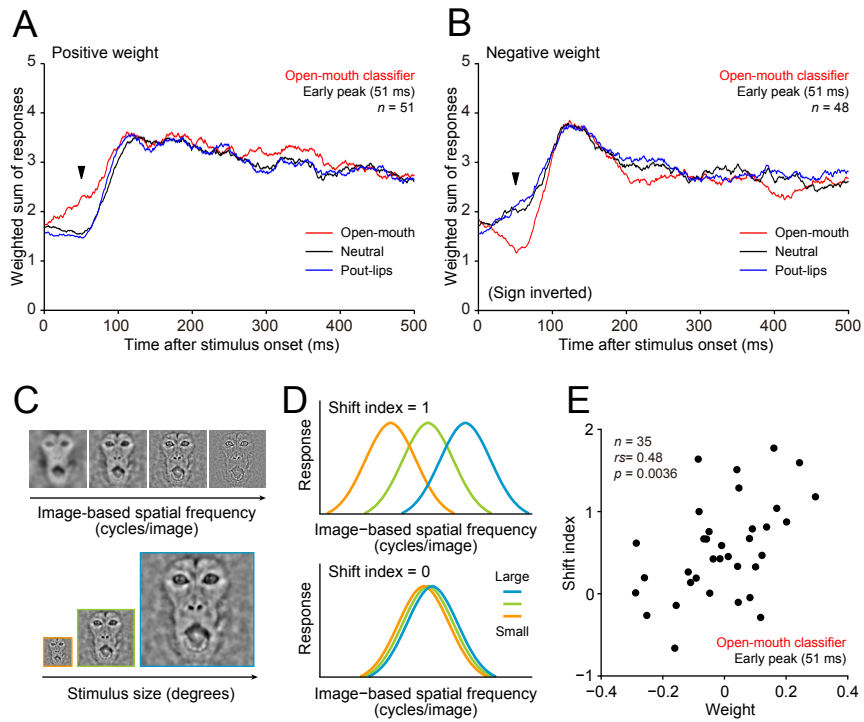 A
Positive weight
Open-mouth classifier
Early peak (51 ms)
n = 51
Weighted sum of responses
5
4
3
2
1
0
Open-mouth
Neutral
Pout-lips
0 100 200 300 400 500
Time after stimulus onset (ms)
B
Negative weight
Open-mouth classifier
Early peak (51 ms)
n = 48
Weighted sum of responses
5
4
3
2
1
0
Open-mouth
Neutral
Pout-lips
(Sign inverted)
0 100 200 300 400 500
Time after stimulus onset (ms)
C
Image-based spatial frequency
(cycles/image)
Stimulus size (degrees)
D
Shift index = 1
Response
Image−based spatial frequency
(cycles/image)
Shift index = 0
Large
Small
Response
Image−based spatial frequency
(cycles/image)
E
n = 35
rs= 0.48
p = 0.0036
Shift index
2
1
0
−1
Open-mouth classifier
Early peak (51 ms)
−0.4 −0.2 0 0.2 0.4
Weight